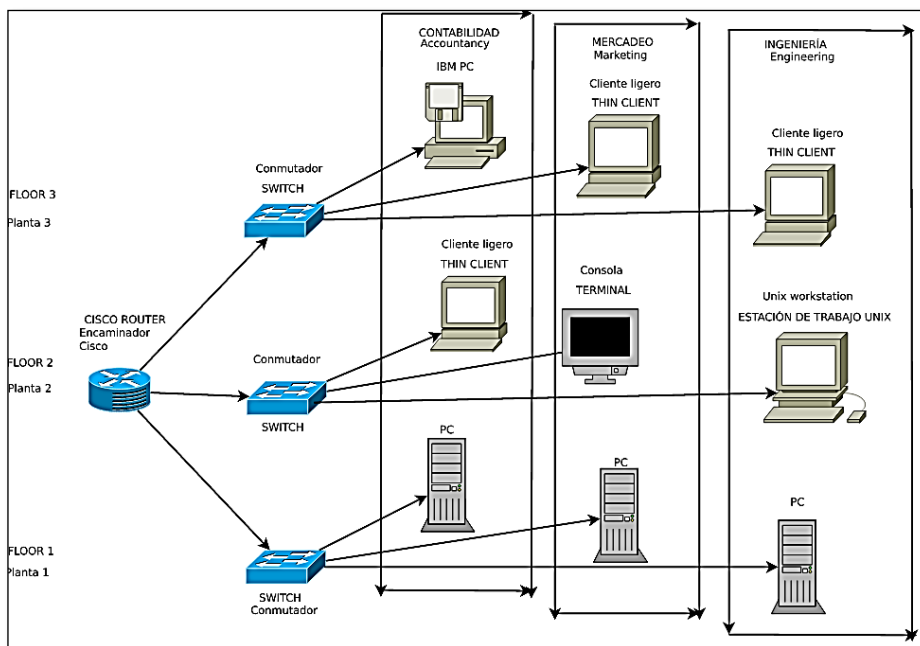 CONTABILIDAD
Accountancy
IBM PC
MERCADEO
Marketing
Cliente ligero
THIN CLIENT
INGENIERÍA
Engineering
Cliente ligero
THIN CLIENT
Conmutador
SWITCH
FLOOR 3
Planta 3
Cliente ligero
THIN CLIENT
Consola
TERMINAL
Unix workstation
ESTACIÓN DE TRABAJO UNIX
CISCO ROUTER
Encaminador
Cisco
FLOOR 2
Planta 2
Conmutador
SWITCH
PC
PC
PC
FLOOR 1
Planta 1
SWITCH
Conmutador